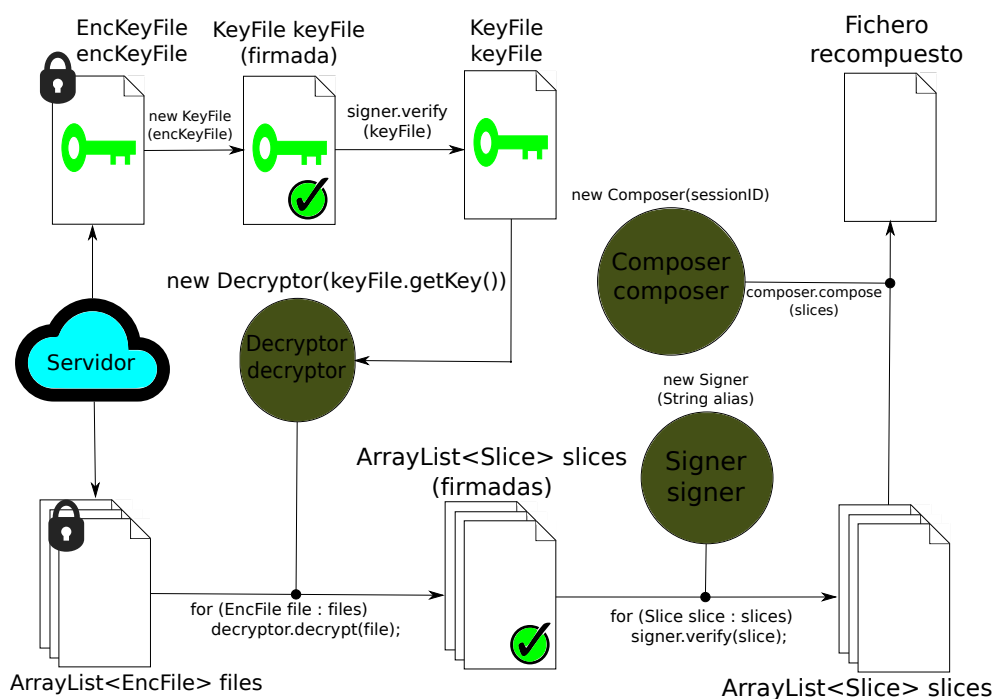 EncKeyFile
encKeyFile
KeyFile keyFile
(firmada)
KeyFile
keyFile
Fichero
recompuesto
new KeyFile
(encKeyFile)
signer.verify
(keyFile)
new Composer(sessionID)
Composer
composer
composer.compose
(slices)
new Decryptor(keyFile.getKey())
Decryptor
decryptor
Servidor
new Signer
(String alias)
Signer
signer
ArrayList<Slice> slices
(firmadas)
for (EncFile file : files)
decryptor.decrypt(file);
for (Slice slice : slices)
signer.verify(slice);
ArrayList<EncFile> files
ArrayList<Slice> slices